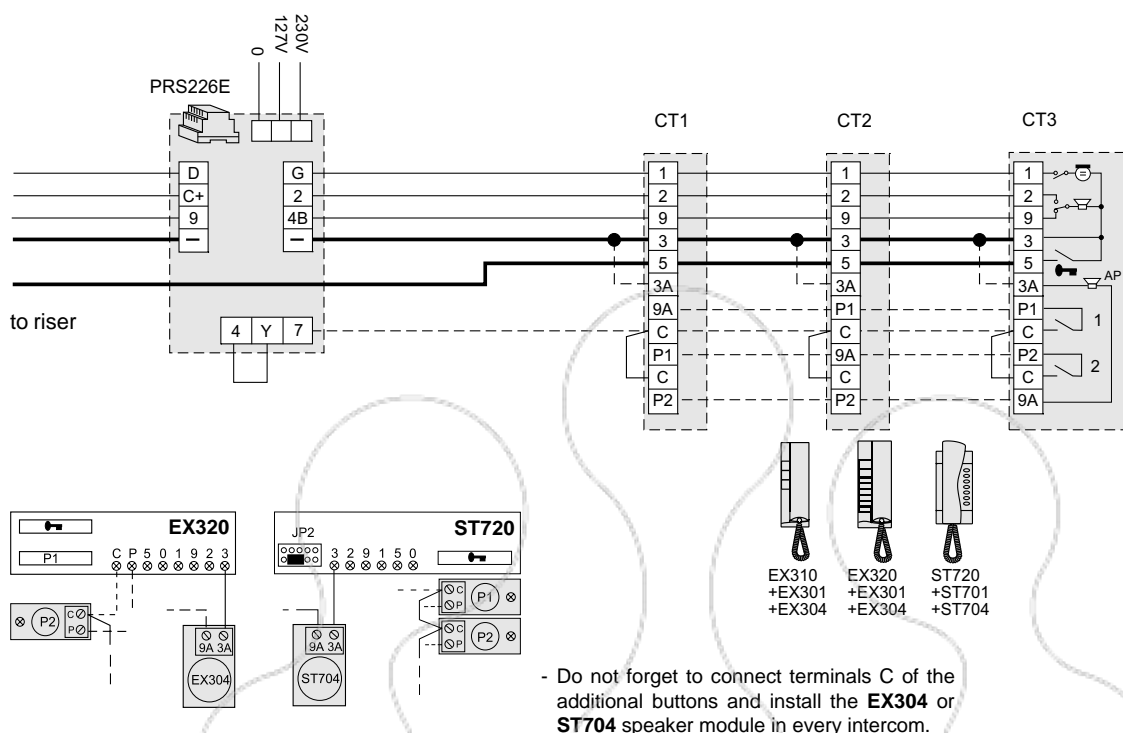 0 127V 230V
PRS226E
CT1 CT2 CT3
D G 1 1 1
C+ 2 2 2 2
9 4B 9 9 9
— — 3 3 3
5 5 5
3A 3A 3A AP
to riser
4 Y 7
9A P1 P1
C C C 1
P1 9A P2
C C C 2
P2 P2 9A
EX320
P1
C P 5 0 1 9 2 3
P2
C
P
9A 3A
EX304
JP2
ST720
3 2 9 1 5 0
9A 3A
ST704
C
P
P1
C
P
P2
EX310
+EX301
+EX304
EX320
+EX301
+EX304
ST720
+ST701
+ST704
- Do not forget to connect terminals C of the
additional buttons and install the EX304 or
ST704 speaker module in every intercom.